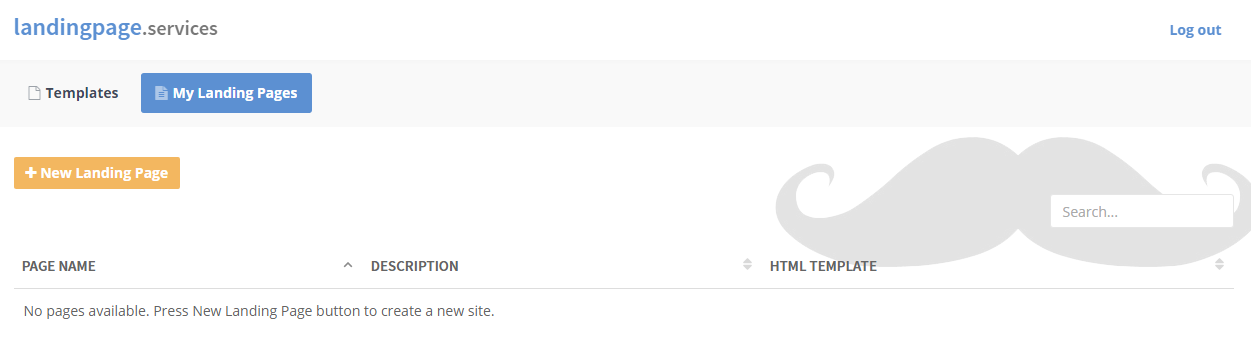 landingpage.services
Log out
Templates
My Landing Pages
New Landing Page
Search...
PAGE NAME
DESCRIPTION
HTML TEMPLATE
No pages available. Press New Landing Page button to create a new site.